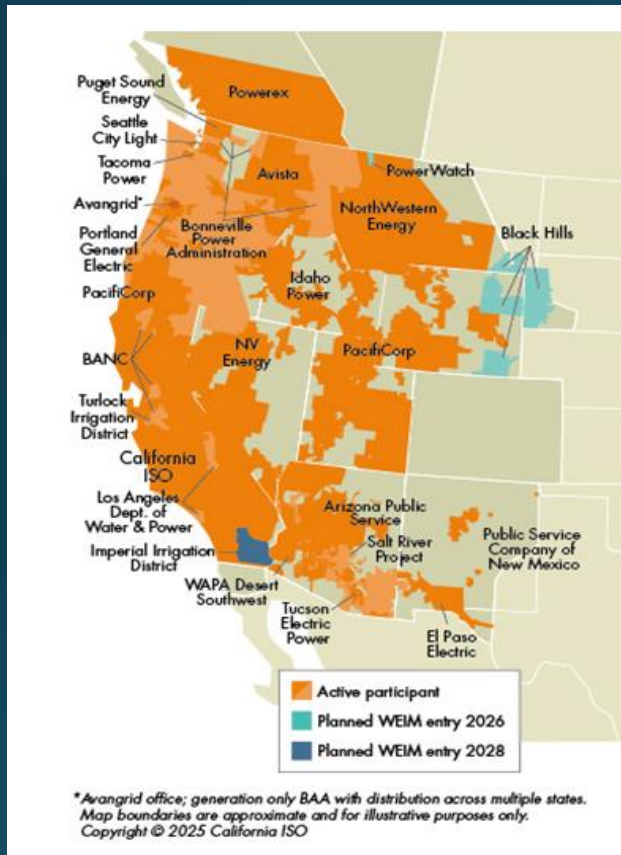 Powerex
Puget Sound
Energy
Seattle
City Light
Tacoma
Power
Avista
PowerWatch
Avangrid*
NorthWestern
Energy
Bonneville
Power
Administration
Black Hills
Portland
General
Electric
Idaho
Power
PacifiCorp
NV
Energy
PacifiCorp
BANC
Turlock
Irrigation
District
California
ISO
Los Angeles
Dept. of
Water & Power
Arizona Public
Service
Salt River
Project
Public Service
Company of
New Mexico
Imperial Irrigation
District
WAPA Desert
Southwest
Tucson
Electric
Power
El Paso
Electric
Active participant
Planned WEIM entry 2026
Planned WEIM entry 2028
*Avangrid office; generation only BAA with distribution across multiple states.
Map boundaries are approximate and for illustrative purposes only.
Copyright © 2025 California ISO